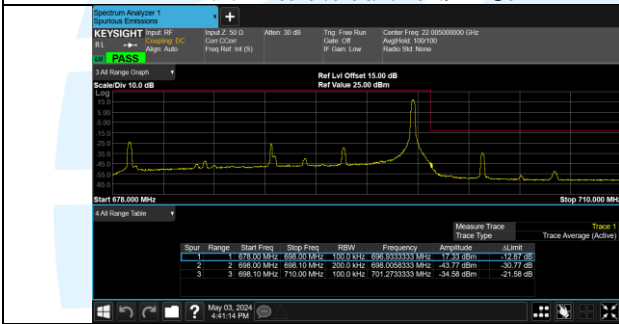 Spectrum Analyzer 1
Spurious Emissions
+
KEYSIGHT Input: RF Input Z: 50 Ω Atten: 30 dB Trig: Free Run Center Freq: 22.005000000 GHz
RL Coupling: DC Corr CCorr Gate: Off Avg|Hold: 100/100
Align: Auto Freq Ref: Int (S) IF Gain: Low Radio Std: None
PASS
3 All Range Graph
Ref Lvl Offset 15.00 dB
Scale/Div 10.0 dB Ref Value 25.00 dBm
Log
15.0
5.00
-5.00
-15.0
-25.0
-35.0
-45.0
-55.0
-65.0
Start 678.000 MHz Stop 710.000 MHz
4 All Range Table
Measure Trace Trace 1
Trace Type Trace Average (Active)
Spur Range Start Freq Stop Freq RBW Frequency Amplitude ΔLimit
1 1 678.00 MHz 698.00 MHz 100.0 kHz 696.9333333 MHz 17.33 dBm -12.67 dB
2 2 698.00 MHz 698.10 MHz 200.0 kHz 698.0058333 MHz -43.77 dBm -30.77 dB
3 3 698.10 MHz 710.00 MHz 100.0 kHz 701.2733333 MHz -34.58 dBm -21.58 dB
? May 03, 2024
4:41:14 PM